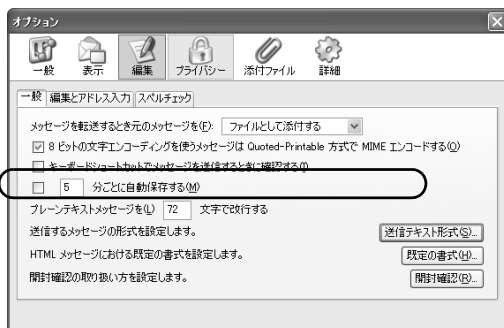 オプション
一般 表示 編集 プライバシー 添付ファイル 詳細
一般 編集とアドレス入力 スペルチェック
メッセージを転送するとき元のメッセージを(F): ファイルとして添付する
8 ビットの文字エンコーディングを使うメッセージは Quoted-Printable 方式で MIME エンコードする(Q)
キーボードショートカットでメッセージを送信するときに確認する(I)
5 分ごとに自動保存する(M)
プレーンテキストメッセージを(L) 72 文字で改行する
送信するメッセージの形式を設定します。 送信テキスト形式(S)...
HTML メッセージにおける既定の書式を設定します。 既定の書式(H)...
開封確認の取り扱い方を設定します。 開封確認(R)...